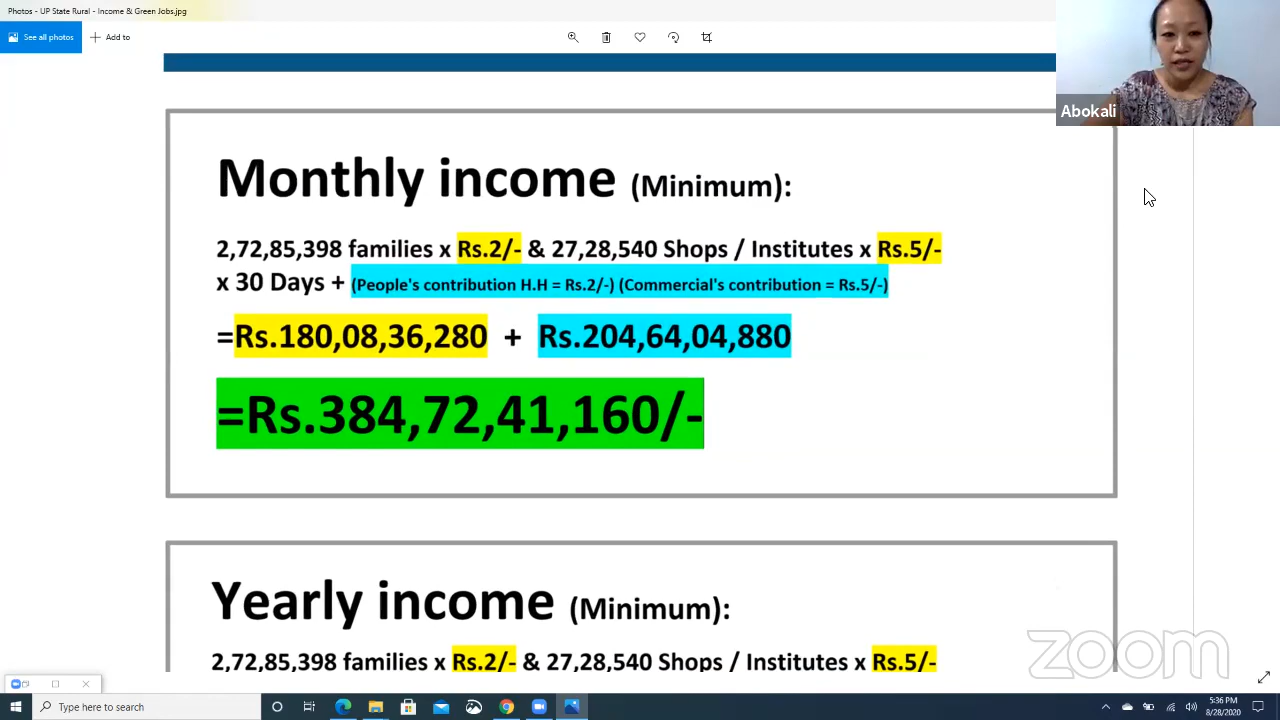 Photos - UP State Rural - Income & Green Jobs.jpg
See all photos
Add to
Abokali
Monthly income (Minimum):
2,72,85,398 families x Rs.2/- & 27,28,540 Shops / Institutes x Rs.5/-
x 30 Days + (People's contribution H.H = Rs.2/-) (Commercial's contribution = Rs.5/-)
=Rs.180,08,36,280 + Rs.204,64,04,880
=Rs.384,72,41,160/-
Yearly income (Minimum):
2,72,85,398 families x Rs.2/- & 27,28,540 Shops / Institutes x Rs.5/-
zoom
Type here to search
5:36 PM
8/28/2020